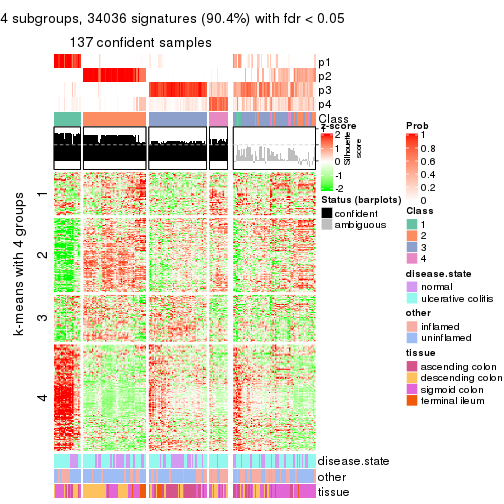 4 subgroups, 34036 signatures (90.4%) with fdr < 0.05
137 confident samples
p1
p2
p3
p4
Class
z-score
2
1
0
-1
-2
Silhouette
score
k-means with 4 groups
1
2
3
4
Status (barplots)
confident
ambiguous
disease.state
other
tissue
Prob
1
0.8
0.6
0.4
0.2
0
Class
1
2
3
4
disease.state
normal
ulcerative colitis
other
inflamed
uninflamed
tissue
ascending colon
descending colon
sigmoid colon
terminal ileum